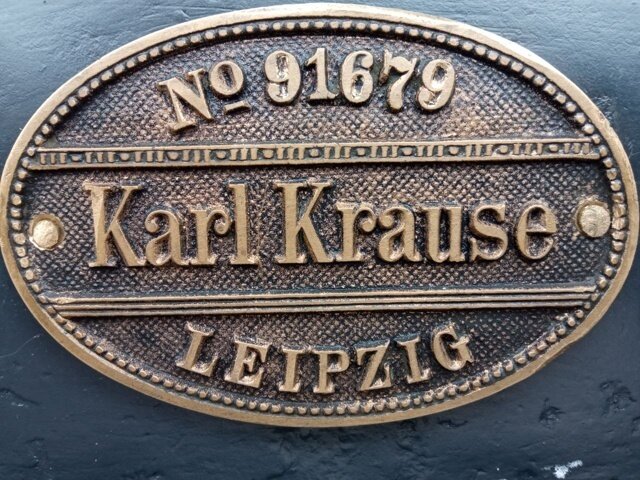 No 91679
Karl Krause
LEIPZIG